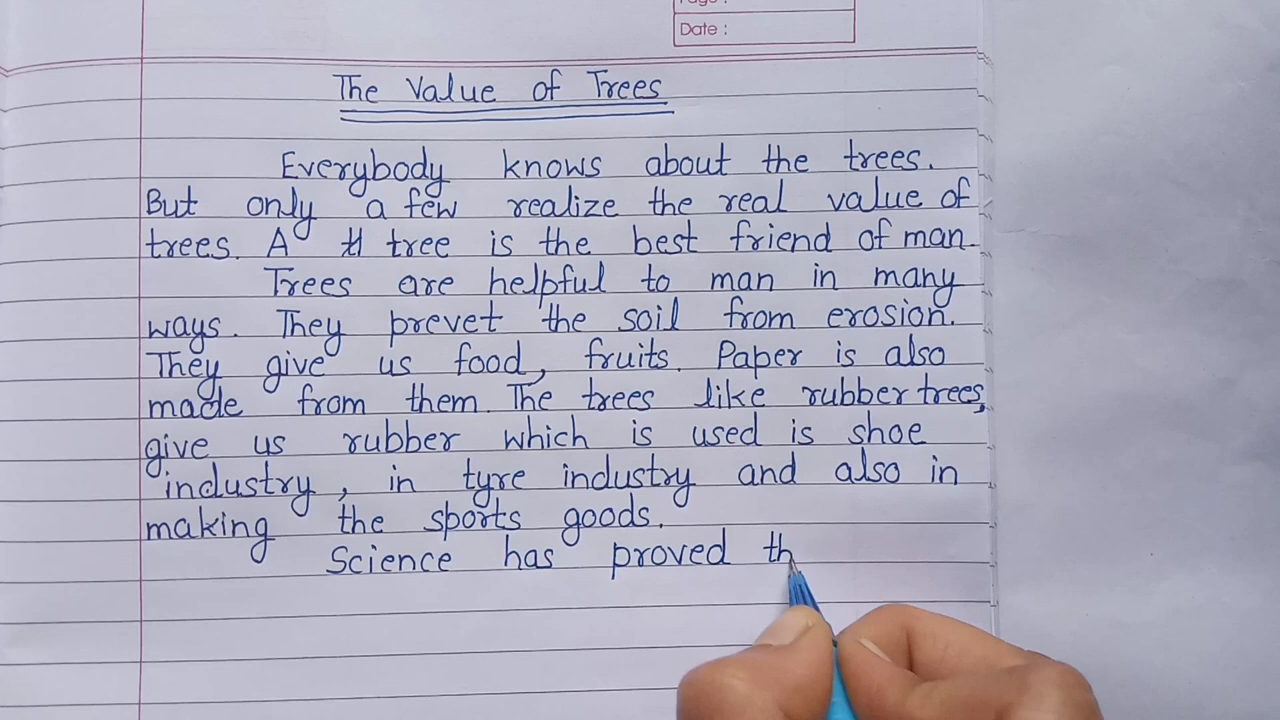 Date :
The Value of Trees
Everybody knows about the trees.
But only a few realize the real value of
trees. A tree is the best friend of man.
Trees are helpful to man in many
ways. They prevet the soil from erosion.
They give us food, fruits. Paper is also
made from them. The trees like rubber trees,
give us rubber which is used is shoe
industry, in tyre industry and also in
making the sports goods.
Science has proved th